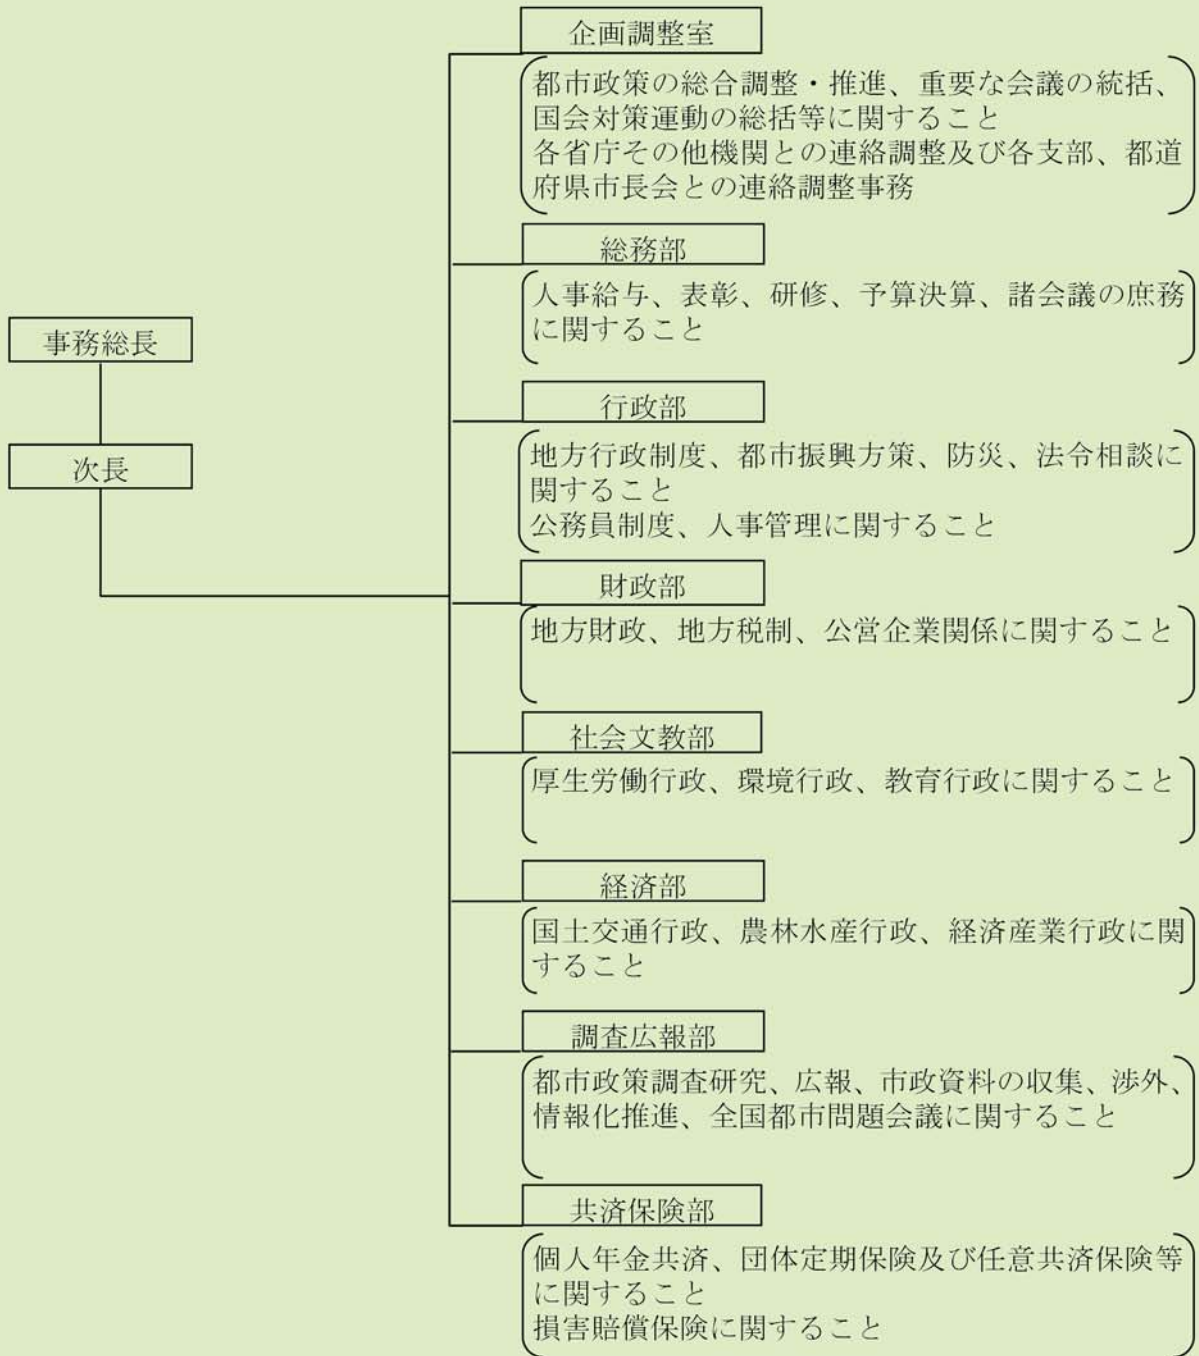 企画調整室
都市政策の総合調整・推進、重要な会議の統括、
国会対策運動の総括等に関すること
各省庁その他機関との連絡調整及び各支部、都道
府県市長会との連絡調整事務
総務部
人事給与、表彰、研修、予算決算、諸会議の庶務
に関すること
事務総長
次長
行政部
地方行政制度、都市振興方策、防災、法令相談に
関すること
公務員制度、人事管理に関すること
財政部
地方財政、地方税制、公営企業関係に関すること
社会文教部
厚生労働行政、環境行政、教育行政に関すること
経済部
国土交通行政、農林水産行政、経済産業行政に関
すること
調査広報部
都市政策調査研究、広報、市政資料の収集、渉外、
情報化推進、全国都市問題会議に関すること
共済保険部
個人年金共済、団体定期保険及び任意共済保険等
に関すること
損害賠償保険に関すること